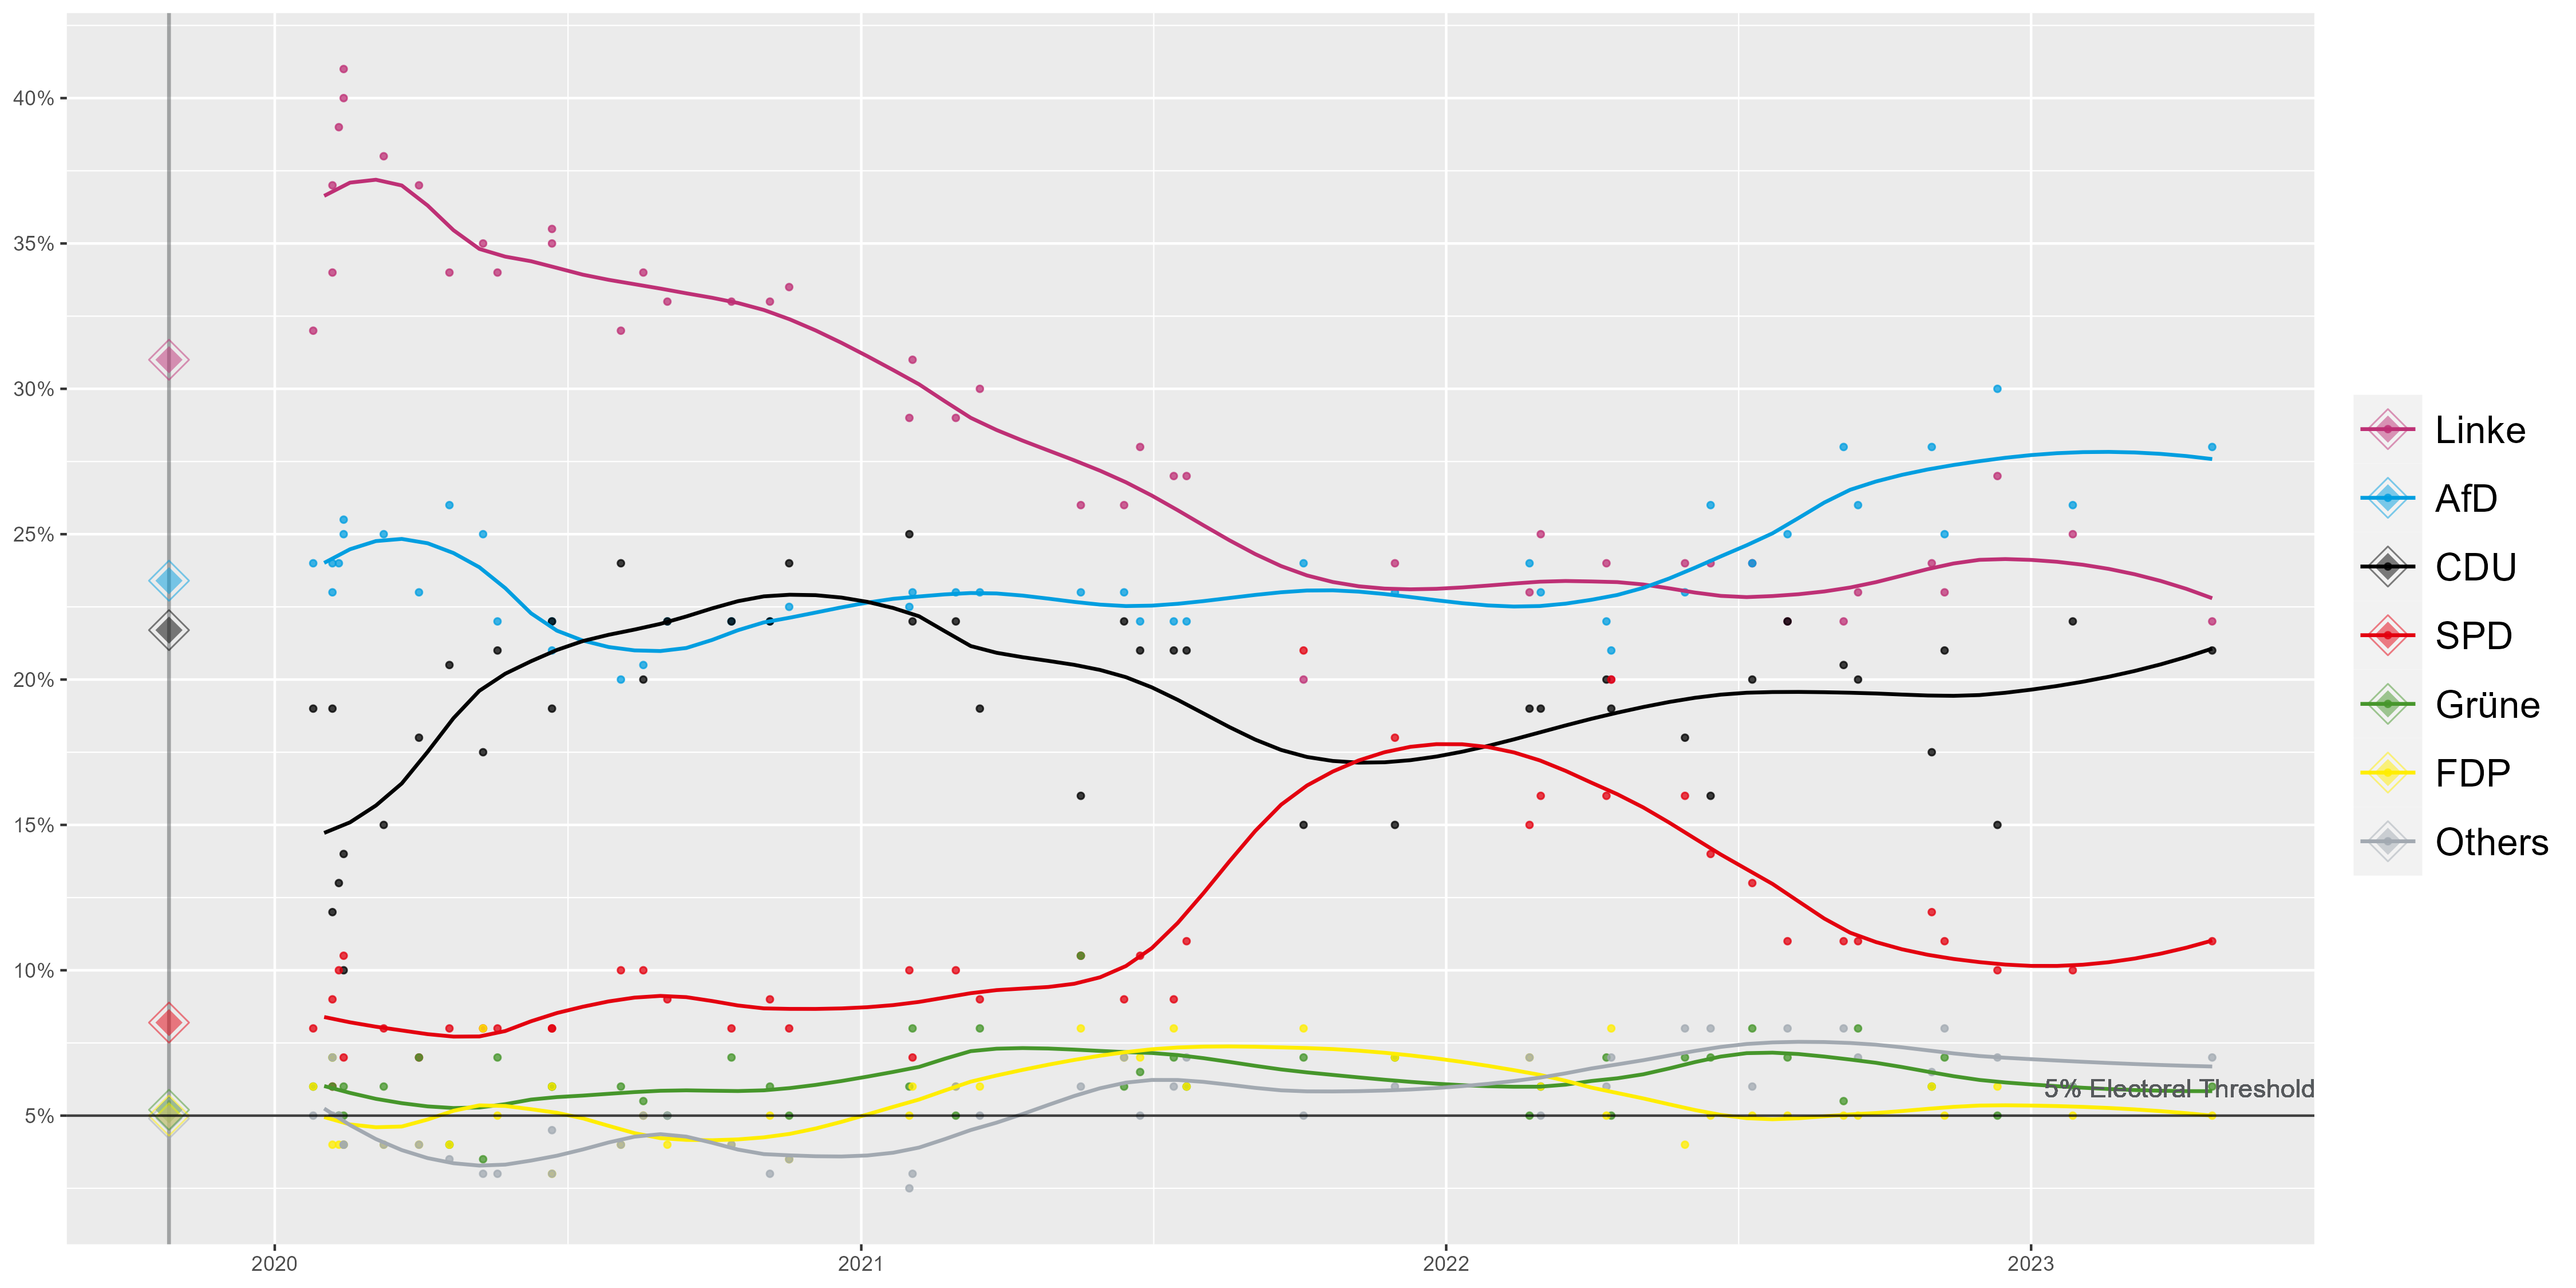 40%
35%
30%
25%
20%
15%
10%
5%
5% Electoral Threshold
2020
2021
2022
2023
Linke
AfD
CDU
SPD
Grüne
FDP
Others